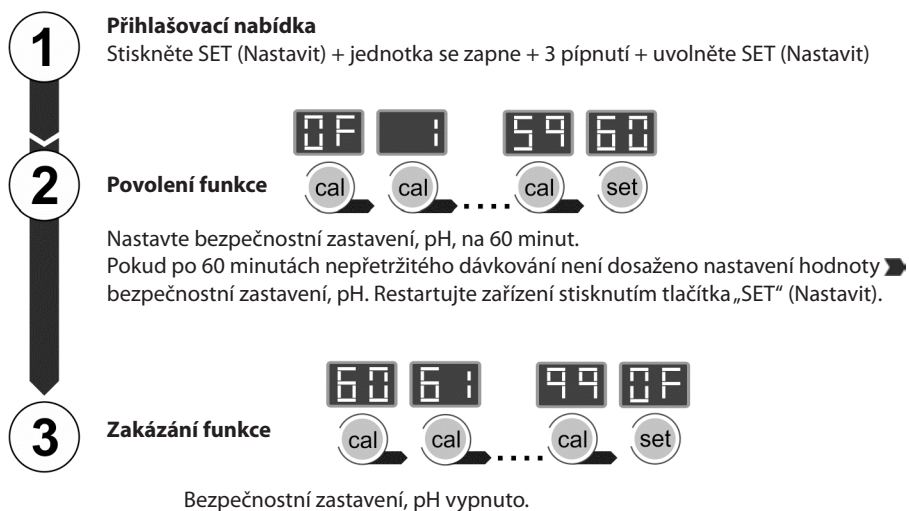 1
Přihlašovací nabídka
Stiskněte SET (Nastavit) + jednotka se zapne + 3 pípnutí + uvolněte SET (Nastavit)
0F 1 59 60
2
Povolení funkce
cal cal .... cal set
Nastavte bezpečnostní zastavení, pH, na 60 minut.
Pokud po 60 minutách nepřetržitého dávkování není dosaženo nastavení hodnoty
bezpečnostní zastavení, pH. Restartujte zařízení stisknutím tlačítka „SET“ (Nastavit).
60 61 99 0F
3
Zakázání funkce
cal cal .... cal set
Bezpečnostní zastavení, pH vypnuto.